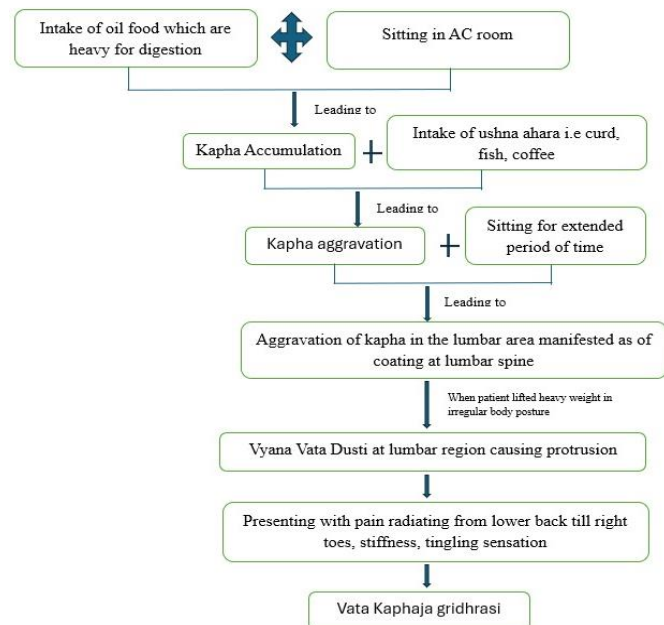 Intake of oil food which are
heavy for digestion
Sitting in AC room
Leading to
Kapha Accumulation
Intake of ushna ahara i.e curd,
fish, coffee
Leading to
Kapha aggravation
Sitting for extended
period of time
Leading to
Aggravation of kapha in the lumbar area manifested as of
coating at lumbar spine
When patient lifted heavy weight in
irregular body posture
Vyana Vata Dusti at lumbar region causing protrusion
Presenting with pain radiating from lower back till right
toes, stiffness, tingling sensation
Vata Kaphaja gridhrasi